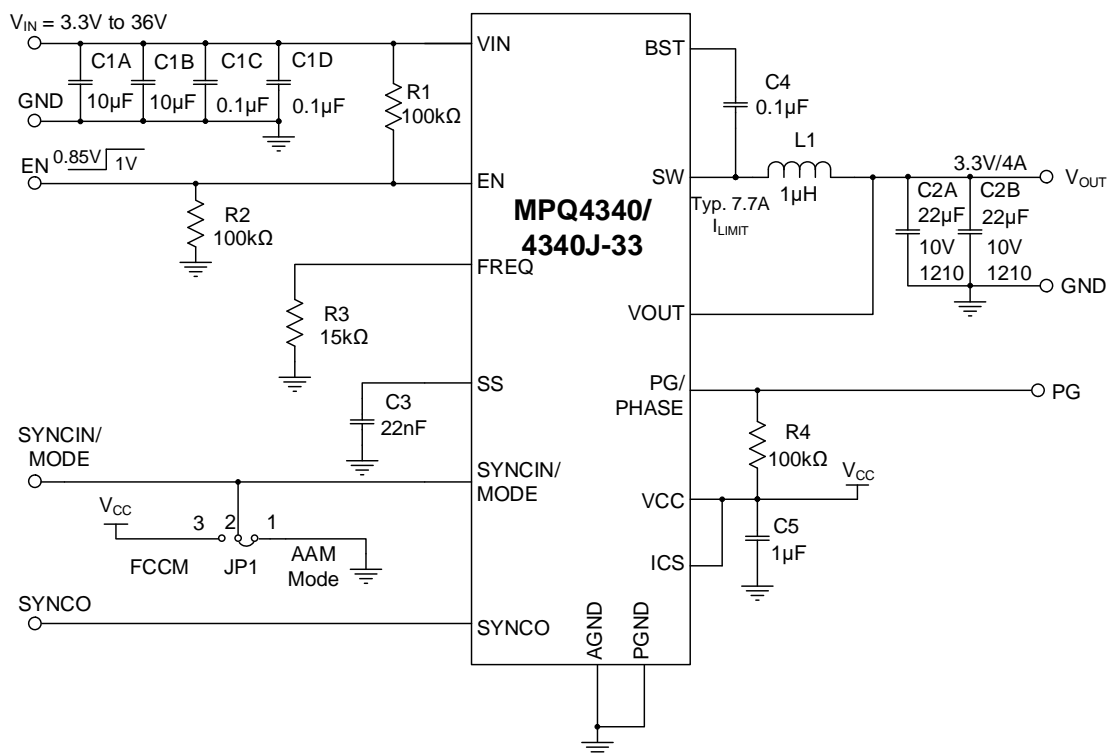 V_IN = 3.3V to 36V
C1A
10µF
C1B
10µF
C1C
0.1µF
C1D
0.1µF
GND
R1
100kΩ
EN
0.85V
1V
R2
100kΩ
R3
15kΩ
C3
22nF
SYNCIN/
MODE
V_CC
3
2
1
FCCM
JP1
AAM
Mode
SYNCO
VIN
EN
FREQ
SS
SYNCIN/
MODE
SYNCO
MPQ4340/
4340J-33
AGND
PGND
BST
SW
VOUT
PG/
PHASE
VCC
ICS
C4
0.1µF
L1
1µH
Typ. 7.7A
I_LIMIT
3.3V/4A
V_OUT
C2A
22µF
10V
1210
C2B
22µF
10V
1210
GND
PG
R4
100kΩ
V_CC
C5
1µF